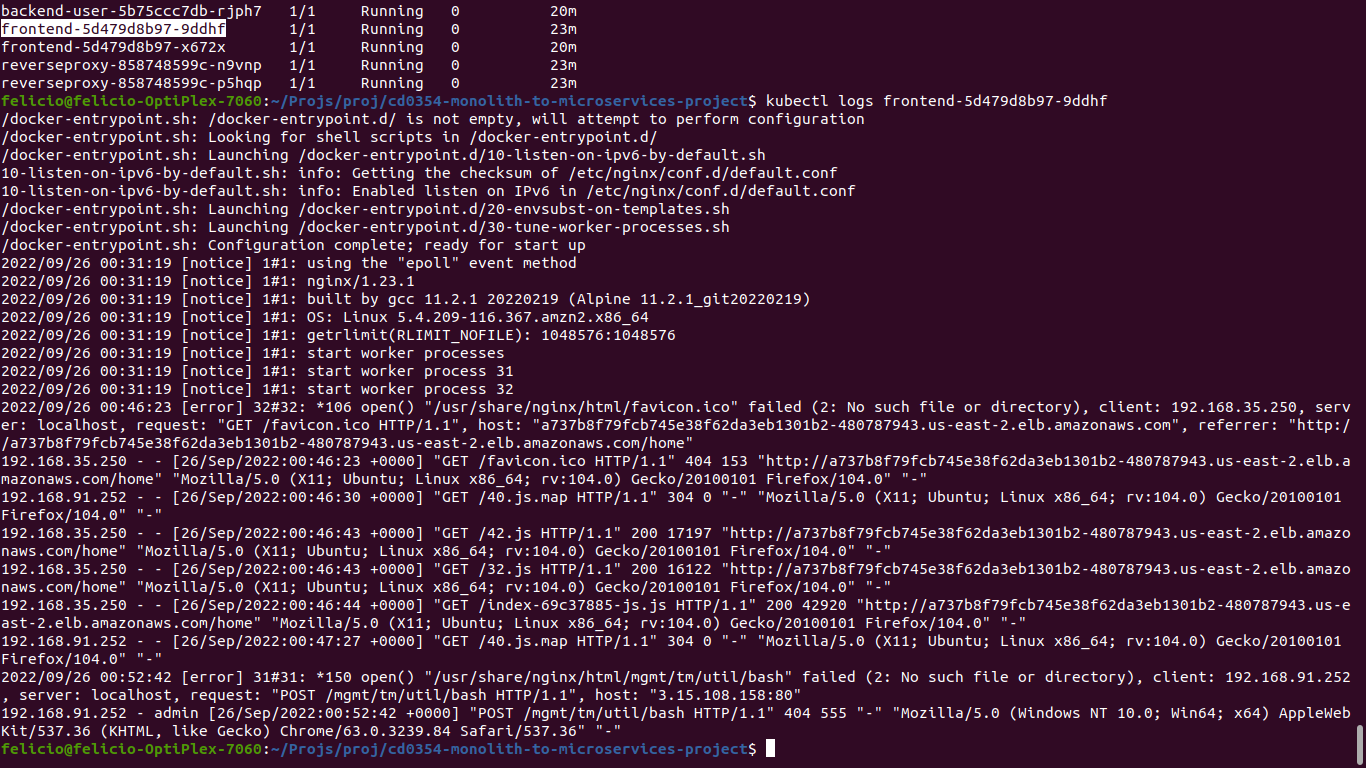 backend-user-5b75ccc7db-rjph7   1/1     Running   0          20m
frontend-5d479d8b97-9ddhf       1/1     Running   0          23m
frontend-5d479d8b97-x672x       1/1     Running   0          20m
reverseproxy-858748599c-n9vnp   1/1     Running   0          23m
reverseproxy-858748599c-p5hqp   1/1     Running   0          23m
felicio@felicio-OptiPlex-7060:~/Projs/proj/cd0354-monolith-to-microservices-project$ kubectl logs frontend-5d479d8b97-9ddhf
/docker-entrypoint.sh: /docker-entrypoint.d/ is not empty, will attempt to perform configuration
/docker-entrypoint.sh: Looking for shell scripts in /docker-entrypoint.d/
/docker-entrypoint.sh: Launching /docker-entrypoint.d/10-listen-on-ipv6-by-default.sh
10-listen-on-ipv6-by-default.sh: info: Getting the checksum of /etc/nginx/conf.d/default.conf
10-listen-on-ipv6-by-default.sh: info: Enabled listen on IPv6 in /etc/nginx/conf.d/default.conf
/docker-entrypoint.sh: Launching /docker-entrypoint.d/20-envsubst-on-templates.sh
/docker-entrypoint.sh: Launching /docker-entrypoint.d/30-tune-worker-processes.sh
/docker-entrypoint.sh: Configuration complete; ready for start up
2022/09/26 00:31:19 [notice] 1#1: using the "epoll" event method
2022/09/26 00:31:19 [notice] 1#1: nginx/1.23.1
2022/09/26 00:31:19 [notice] 1#1: built by gcc 11.2.1 20220219 (Alpine 11.2.1_git20220219)
2022/09/26 00:31:19 [notice] 1#1: OS: Linux 5.4.209-116.367.amzn2.x86_64
2022/09/26 00:31:19 [notice] 1#1: getrlimit(RLIMIT_NOFILE): 1048576:1048576
2022/09/26 00:31:19 [notice] 1#1: start worker processes
2022/09/26 00:31:19 [notice] 1#1: start worker process 31
2022/09/26 00:31:19 [notice] 1#1: start worker process 32
2022/09/26 00:46:23 [error] 32#32: *106 open() "/usr/share/nginx/html/favicon.ico" failed (2: No such file or directory), client: 192.168.35.250, serv
er: localhost, request: "GET /favicon.ico HTTP/1.1", host: "a737b8f79fcb745e38f62da3eb1301b2-480787943.us-east-2.elb.amazonaws.com", referrer: "http:/
/a737b8f79fcb745e38f62da3eb1301b2-480787943.us-east-2.elb.amazonaws.com/home"
192.168.35.250 - - [26/Sep/2022:00:46:23 +0000] "GET /favicon.ico HTTP/1.1" 404 153 "http://a737b8f79fcb745e38f62da3eb1301b2-480787943.us-east-2.elb.a
mazonaws.com/home" "Mozilla/5.0 (X11; Ubuntu; Linux x86_64; rv:104.0) Gecko/20100101 Firefox/104.0" "-"
192.168.91.252 - - [26/Sep/2022:00:46:30 +0000] "GET /40.js.map HTTP/1.1" 304 0 "-" "Mozilla/5.0 (X11; Ubuntu; Linux x86_64; rv:104.0) Gecko/20100101 
Firefox/104.0" "-"
192.168.35.250 - - [26/Sep/2022:00:46:43 +0000] "GET /42.js HTTP/1.1" 200 17197 "http://a737b8f79fcb745e38f62da3eb1301b2-480787943.us-east-2.elb.amazo
naws.com/home" "Mozilla/5.0 (X11; Ubuntu; Linux x86_64; rv:104.0) Gecko/20100101 Firefox/104.0" "-"
192.168.35.250 - - [26/Sep/2022:00:46:43 +0000] "GET /32.js HTTP/1.1" 200 16122 "http://a737b8f79fcb745e38f62da3eb1301b2-480787943.us-east-2.elb.amazo
naws.com/home" "Mozilla/5.0 (X11; Ubuntu; Linux x86_64; rv:104.0) Gecko/20100101 Firefox/104.0" "-"
192.168.35.250 - - [26/Sep/2022:00:46:44 +0000] "GET /index-69c37885-js.js HTTP/1.1" 200 42920 "http://a737b8f79fcb745e38f62da3eb1301b2-480787943.us-e
ast-2.elb.amazonaws.com/home" "Mozilla/5.0 (X11; Ubuntu; Linux x86_64; rv:104.0) Gecko/20100101 Firefox/104.0" "-"
192.168.91.252 - - [26/Sep/2022:00:47:27 +0000] "GET /40.js.map HTTP/1.1" 304 0 "-" "Mozilla/5.0 (X11; Ubuntu; Linux x86_64; rv:104.0) Gecko/20100101 
Firefox/104.0" "-"
2022/09/26 00:52:42 [error] 31#31: *150 open() "/usr/share/nginx/html/mgmt/tm/util/bash" failed (2: No such file or directory), client: 192.168.91.252
, server: localhost, request: "POST /mgmt/tm/util/bash HTTP/1.1", host: "3.15.108.158:80"
192.168.91.252 - admin [26/Sep/2022:00:52:42 +0000] "POST /mgmt/tm/util/bash HTTP/1.1" 404 555 "-" "Mozilla/5.0 (Windows NT 10.0; Win64; x64) AppleWeb
Kit/537.36 (KHTML, like Gecko) Chrome/63.0.3239.84 Safari/537.36" "-"
felicio@felicio-OptiPlex-7060:~/Projs/proj/cd0354-monolith-to-microservices-project$